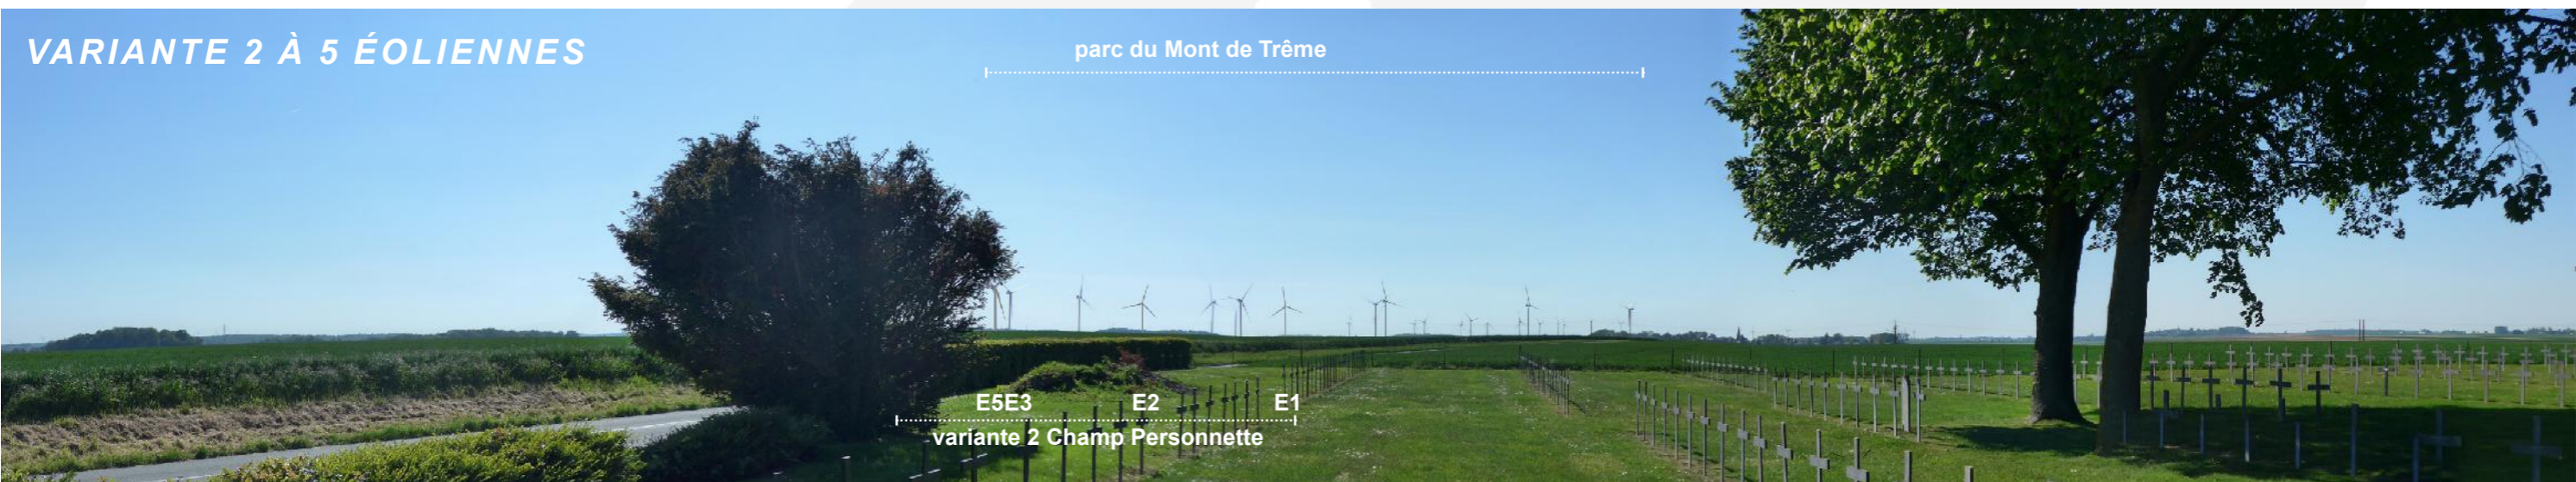 VARIANTE 2 À 5 ÉOLIENNES
parc du Mont de Trême
E5E3 E2 E1
variante 2 Champ Personnette